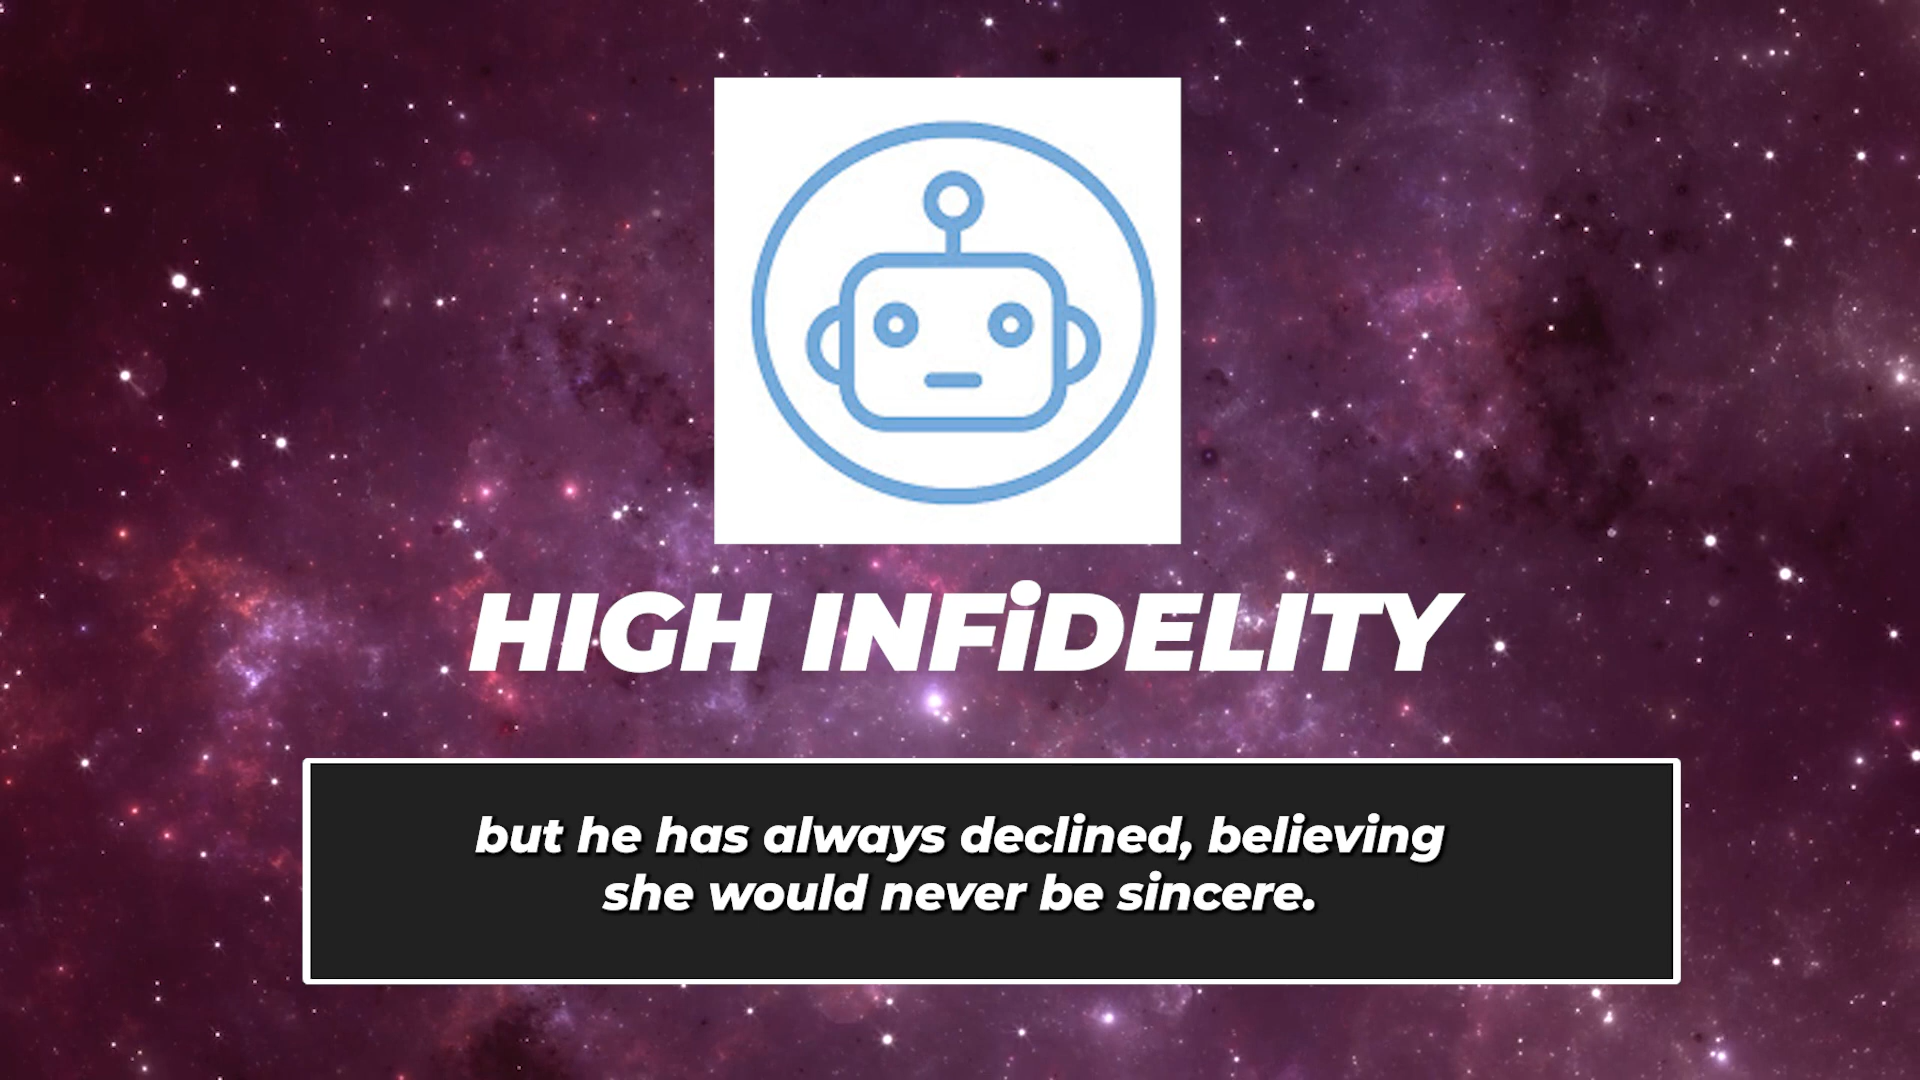 HIGH INFiDELITY
but he has always declined, believing
she would never be sincere.